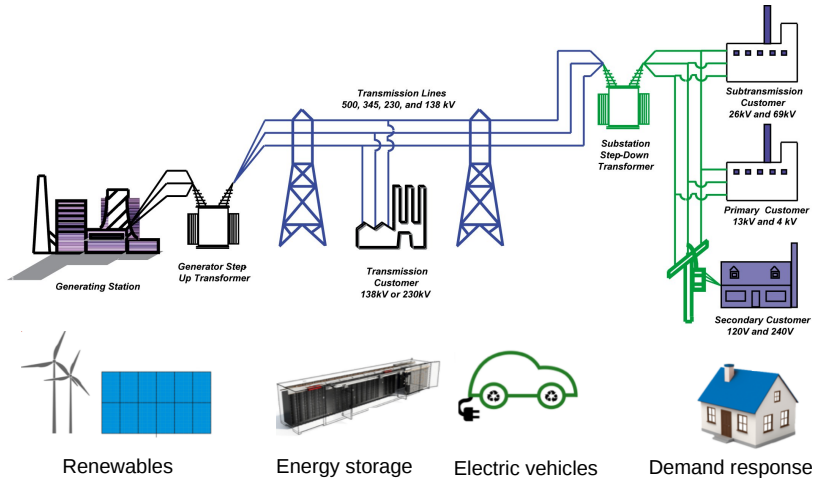 Transmission Lines
500, 345, 230, and 138 kV
Substation
Step-Down
Transformer
Subtransmission
Customer
26kV and 69kV
Primary Customer
13kV and 4 kV
Generating Station
Generator Step
Up Transformer
Transmission
Customer
138kV or 230kV
Secondary Customer
120V and 240V
Renewables
Energy storage
Electric vehicles
Demand response